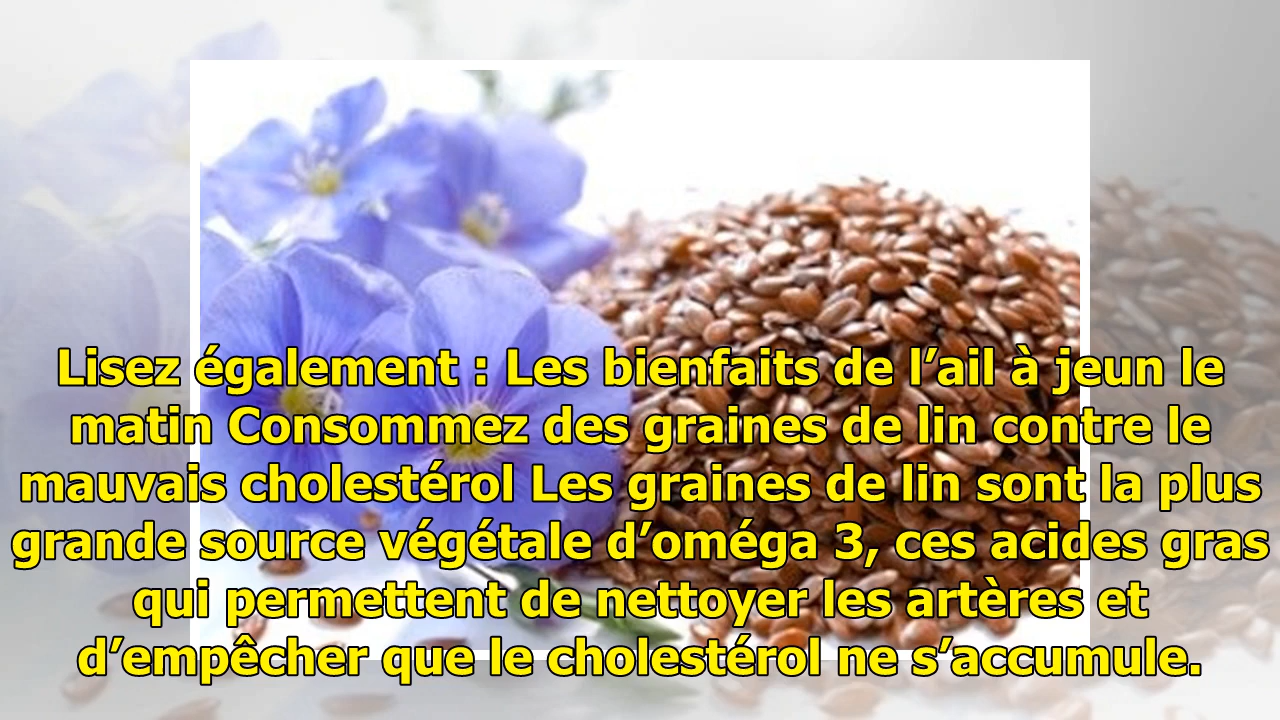 Lisez également : Les bienfaits de l’ail à jeun le
matin Consommez des graines de lin contre le
mauvais cholestérol Les graines de lin sont la plus
grande source végétale d’oméga 3, ces acides gras
qui permettent de nettoyer les artères et
d’empêcher que le cholestérol ne s’accumule.